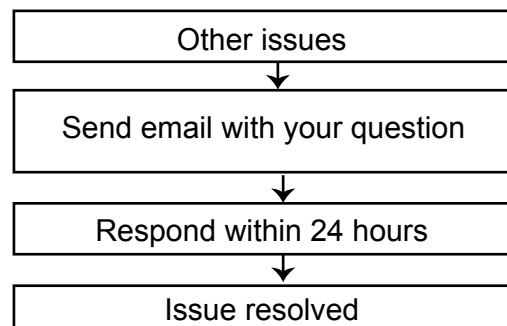 Other issues
Send email with your question
Respond within 24 hours
Issue resolved